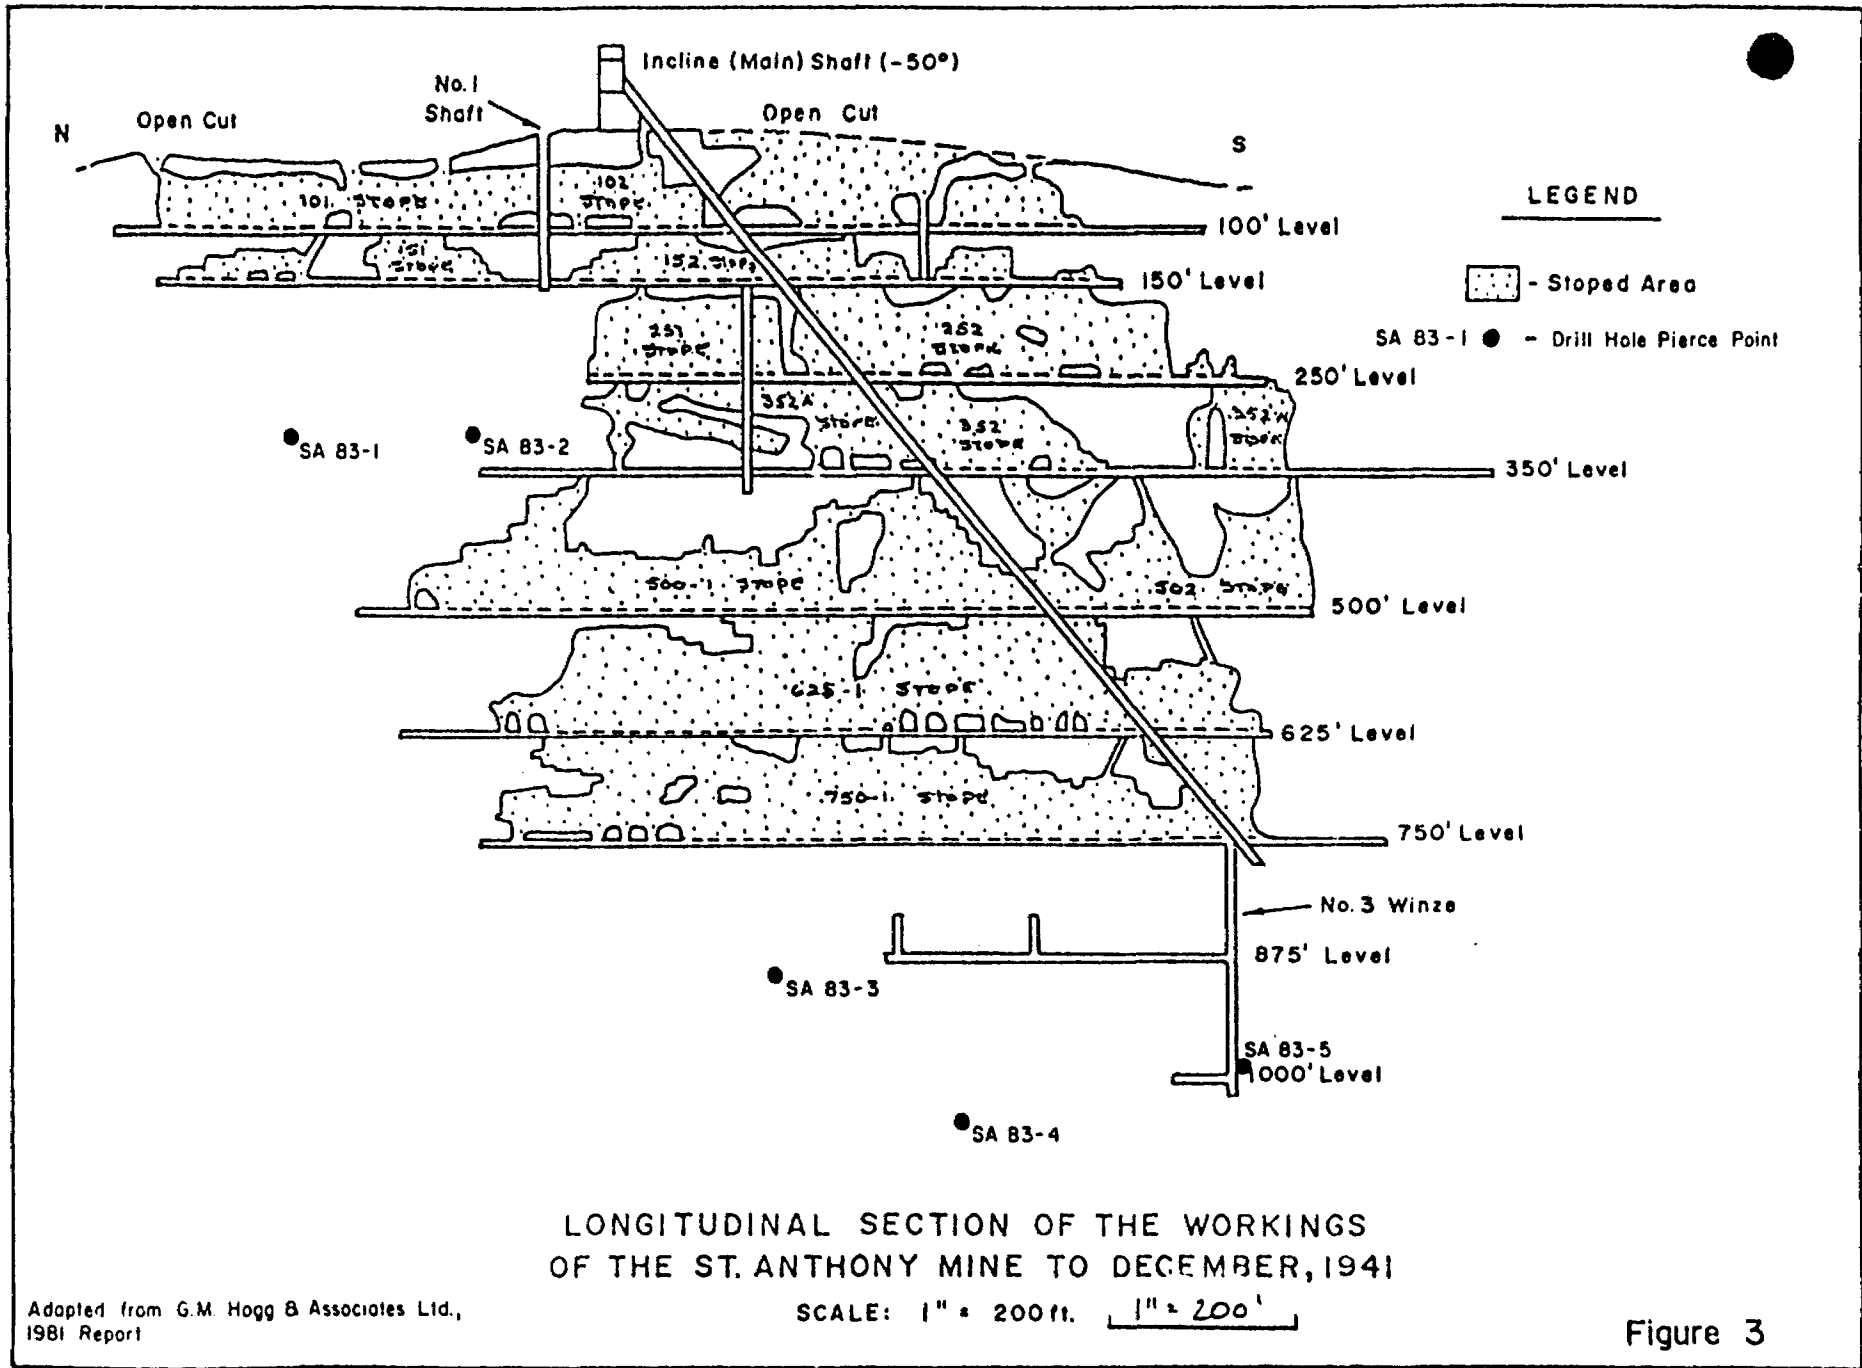 Incline (Main) Shaft (-50°)
No.1
Shaft
Open Cut
Open Cut
N
S
LEGEND
102
STOPE
101 STOPE
100' Level
151
STOPE
152 Stope
150' Level
- Stoped Area
SA 83-1 - Drill Hole Pierce Point
251
STOPE
252
STOPE
250' Level
352A
STOPE
352
STOPE
STOPE
SA 83-1
SA 83-2
350' Level
500-1 STOPE
502 STOPE
500' Level
625-1 STOPE
625' Level
750-1 STOPE
750' Level
No.3 Winze
875' Level
SA 83-3
SA 83-5
1000' Level
SA 83-4
LONGITUDINAL SECTION OF THE WORKINGS
OF THE ST. ANTHONY MINE TO DECEMBER, 1941
SCALE: 1" = 200 ft. 1" = 200'
Adapted from G.M. Hogg & Associates Ltd.,
1981 Report
Figure 3